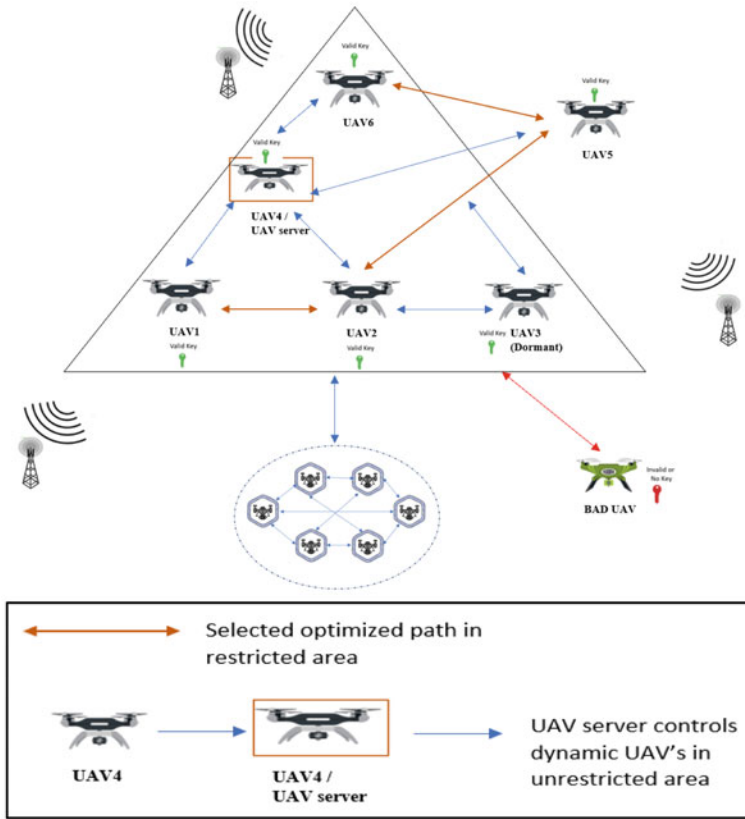 Valid Key
UAV6
Valid Key
UAV5
Valid Key
UAV4 /
UAV server
UAV1
Valid Key
UAV2
Valid Key
UAV3
(Dormant)
Valid Key
Invalid or
No Key
BAD UAV
Selected optimized path in
restricted area
UAV4
UAV4 /
UAV server
UAV server controls
dynamic UAV's in
unrestricted area